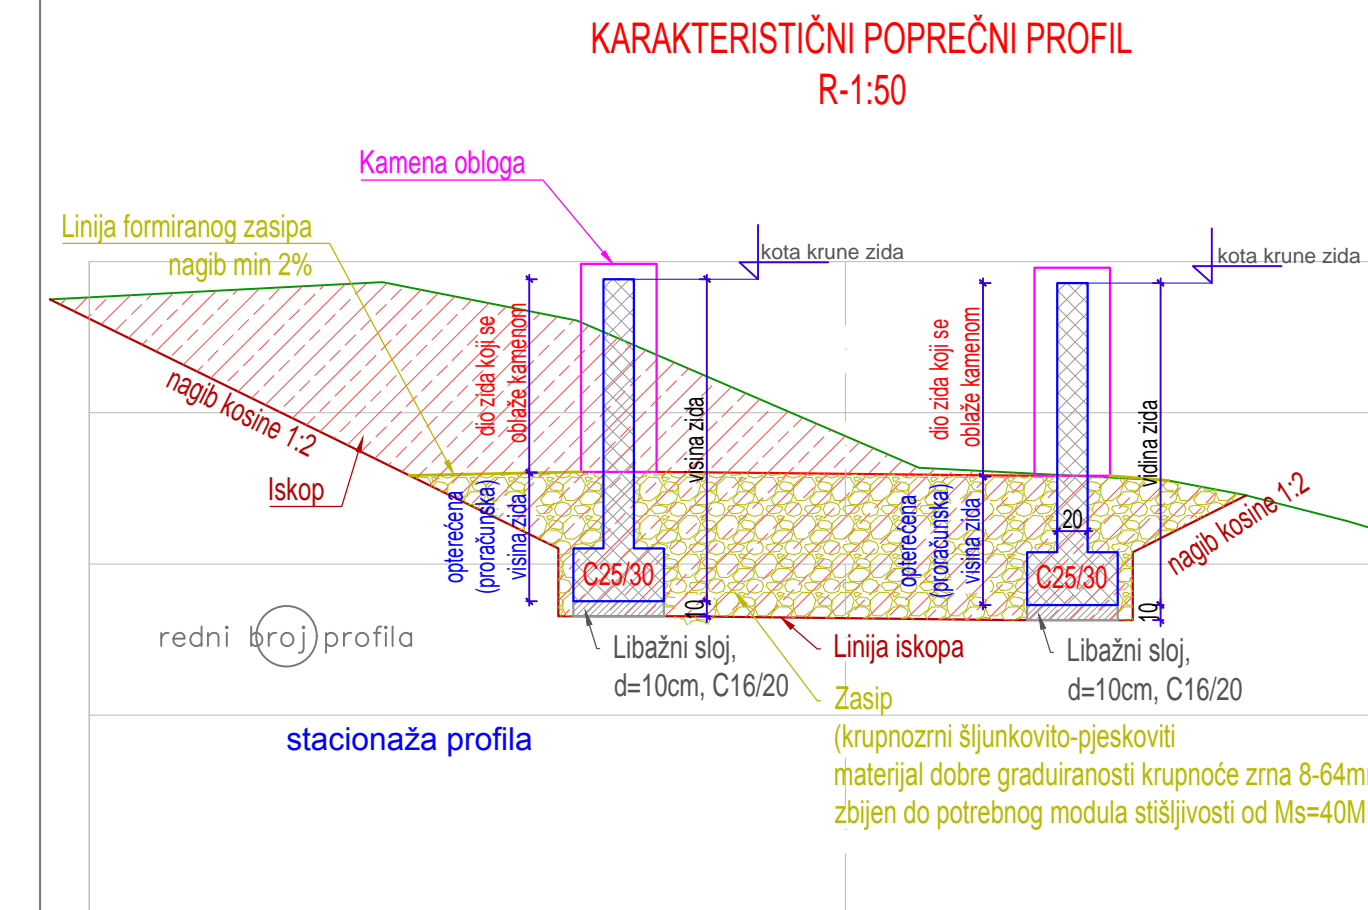 KARAKTERISTIČNI POPREČNI PROFIL
R-1:50
Kamena obloga
Linija formiranog zasipa
nagib min 2%
kota krune zida
kota krune zida
dio zida koji se
oblaže kamenom
visina zida
dio zida koji se
oblaže kamenom
vidina zida
nagib kosine 1:2
Iskop
opterećena
(proračunska)
visina zida
opterećena
(proračunska)
visina zida
20
nagib kosine 1:2
C25/30
C25/30
10
10
redni broj profila
Libažni sloj,
d=10cm, C16/20
Linija iskopa
Libažni sloj,
d=10cm, C16/20
Zasip
(krupnozrni šljunkovito-pjeskoviti
materijal dobre graduiranosti krupnoće zrna 8-64m
zbijen do potrebnog modula stišljivosti od Ms=40M
stacionaža profila